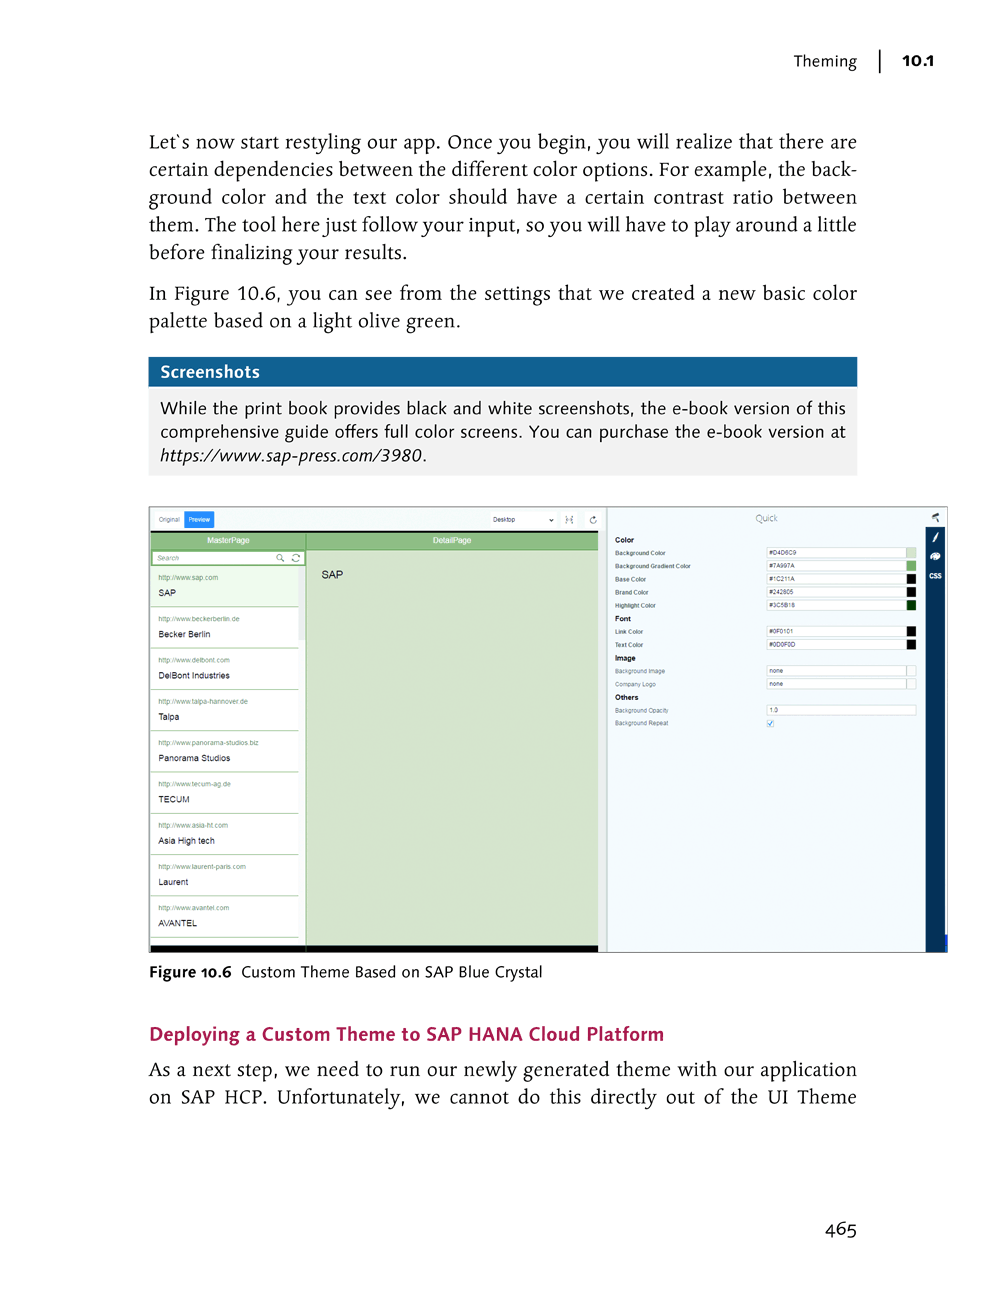 Theming 10.1
Let`s now start restyling our app. Once you begin, you will realize that there are
certain dependencies between the different color options. For example, the back-
ground color and the text color should have a certain contrast ratio between
them. The tool here just follow your input, so you will have to play around a little
before finalizing your results.
In Figure 10.6, you can see from the settings that we created a new basic color
palette based on a light olive green.
Screenshots
While the print book provides black and white screenshots, the e-book version of this
comprehensive guide offers full color screens. You can purchase the e-book version at
https://www.sap-press.com/3980.
Original Preview Desktop
MasterPage DetailPage
Search
http://www.sap.com
SAP
http://www.beckerberlin.de
Becker Berlin
http://www.delbont.com
DelBont Industries
http://www.talpa-hannover.de
Talpa
http://www.panorama-studios.biz
Panorama Studios
http://www.tecum-ag.de
TECUM
http://www.asia-ht.com
Asia High tech
http://www.laurent-paris.com
Laurent
http://www.avantel.com
AVANTEL
SAP
Quick
Color
Background Color #D4D6C9
Background Gradient Color #7A997A
Base Color #1C211A
Brand Color #242805
Highlight Color #3C5B18
Font
Link Color #0F0101
Text Color #0D0F0D
Image
Background Image none
Company Logo none
Others
Background Opacity 1.0
Background Repeat
CSS
Figure 10.6 Custom Theme Based on SAP Blue Crystal
Deploying a Custom Theme to SAP HANA Cloud Platform
As a next step, we need to run our newly generated theme with our application
on SAP HCP. Unfortunately, we cannot do this directly out of the UI Theme
465